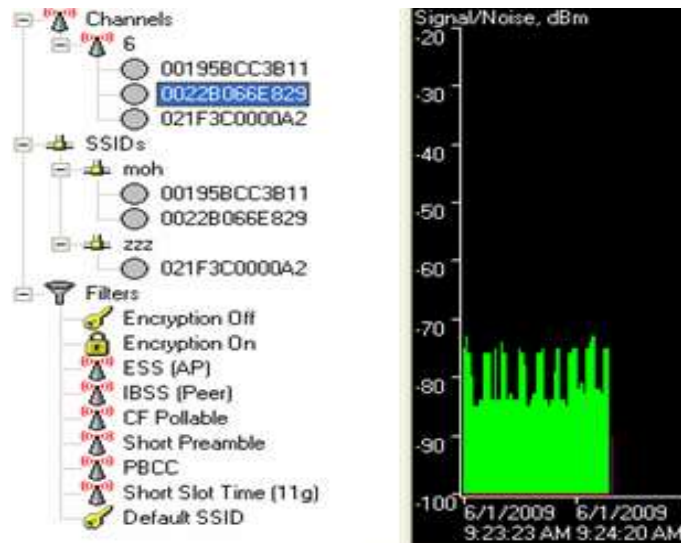 Channels
6
00195BCC3B11
0022B066E829
021F3C0000A2
SSIDs
moh
00195BCC3B11
0022B066E829
zzz
021F3C0000A2
Filters
Encryption Off
Encryption On
ESS (AP)
IBSS (Peer)
CF Pollable
Short Preamble
PBCC
Short Slot Time (11g)
Default SSID
Signal/Noise, dBm
-20
-30
-40
-50
-60
-70
-80
-90
-100
6/1/2009 6/1/2009
9:23:23 AM 9:24:20 AM